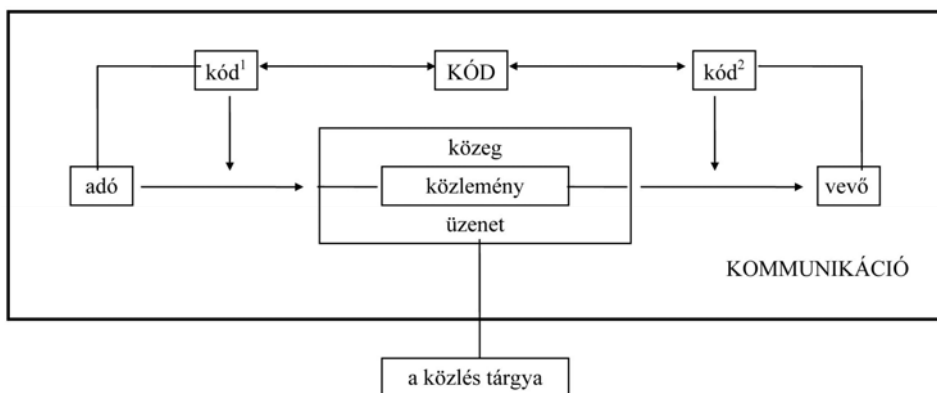 kód¹ KÓD kód²
közeg
adó közlemény vevő
üzenet
KOMMUNIKÁCIÓ
a közlés tárgya